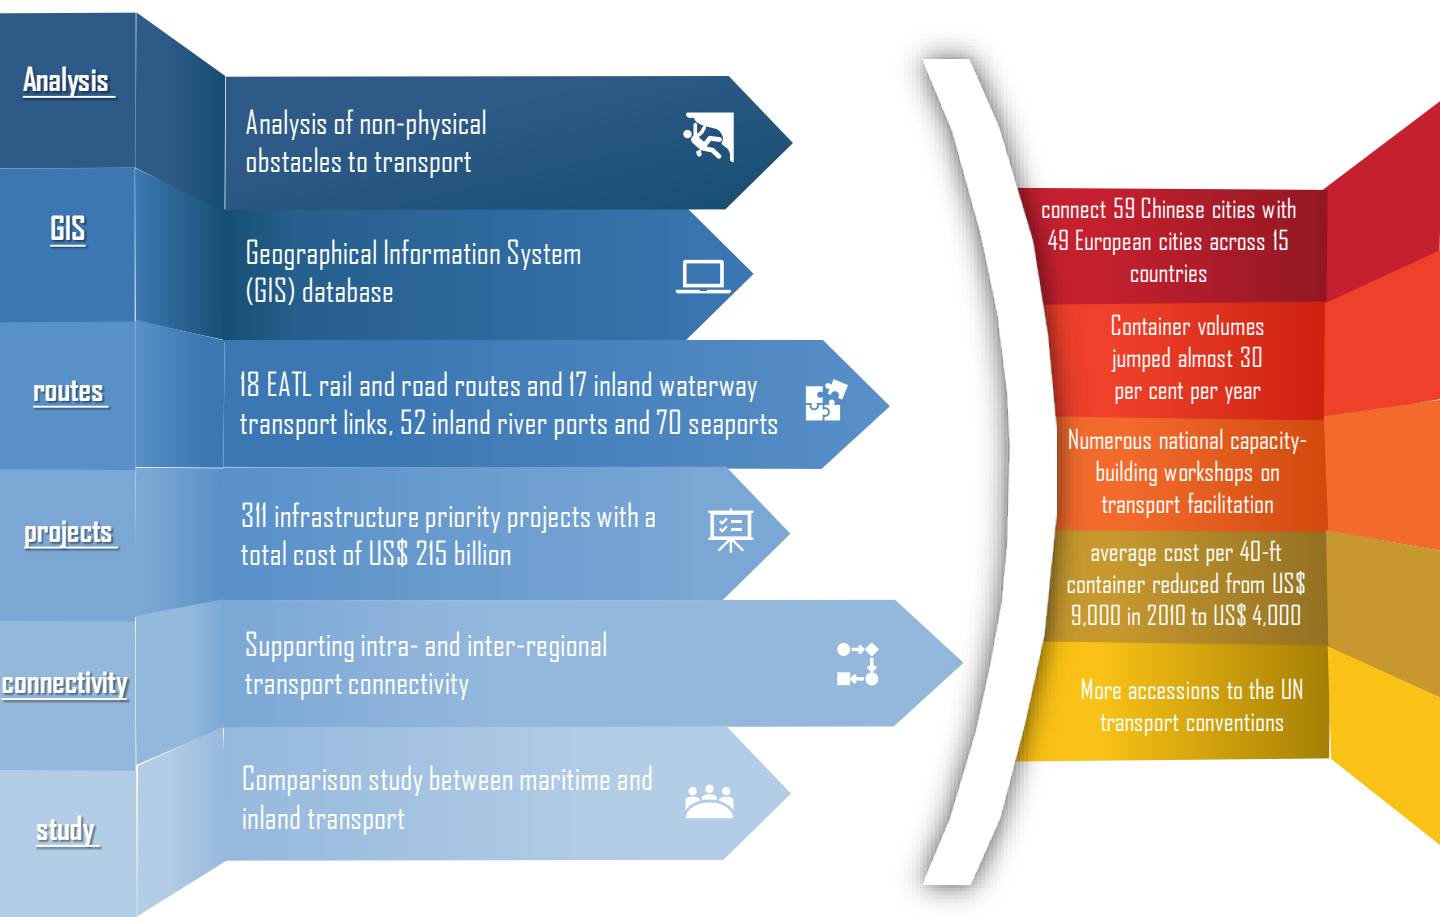 Analysis
Analysis of non-physical
obstacles to transport
GIS
Geographical Information System
(GIS) database
routes
18 EATL rail and road routes and 17 inland waterway
transport links, 52 inland river ports and 70 seaports
projects
311 infrastructure priority projects with a
total cost of US$ 215 billion
connectivity
Supporting intra- and inter-regional
transport connectivity
study
Comparison study between maritime and
inland transport
connect 59 Chinese cities with
49 European cities across 15
countries
Container volumes
jumped almost 30
per cent per year
Numerous national capacity-
building workshops on
transport facilitation
average cost per 40-ft
container reduced from US$
9,000 in 2010 to US$ 4,000
More accessions to the UN
transport conventions